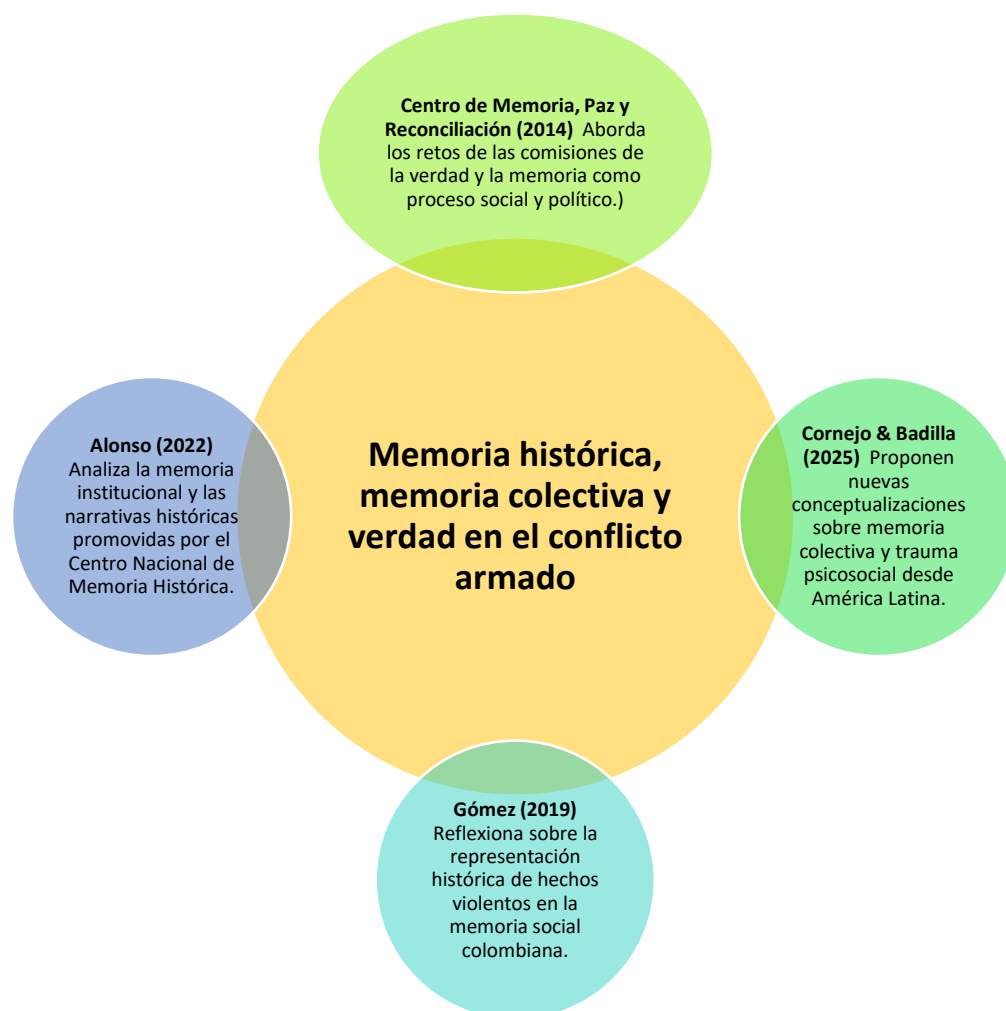 Centro de Memoria, Paz y
Reconciliación (2014) Aborda
los retos de las comisiones de
la verdad y la memoria como
proceso social y político.)
Alonso (2022)
Analiza la memoria
institucional y las
narrativas históricas
promovidas por el
Centro Nacional de
Memoria Histórica.
Memoria histórica,
memoria colectiva y
verdad en el conflicto
armado
Cornejo & Badilla
(2025) Proponen
nuevas
conceptualizaciones
sobre memoria
colectiva y trauma
psicosocial desde
América Latina.
Gómez (2019)
Reflexiona sobre la
representación
histórica de hechos
violentos en la
memoria social
colombiana.